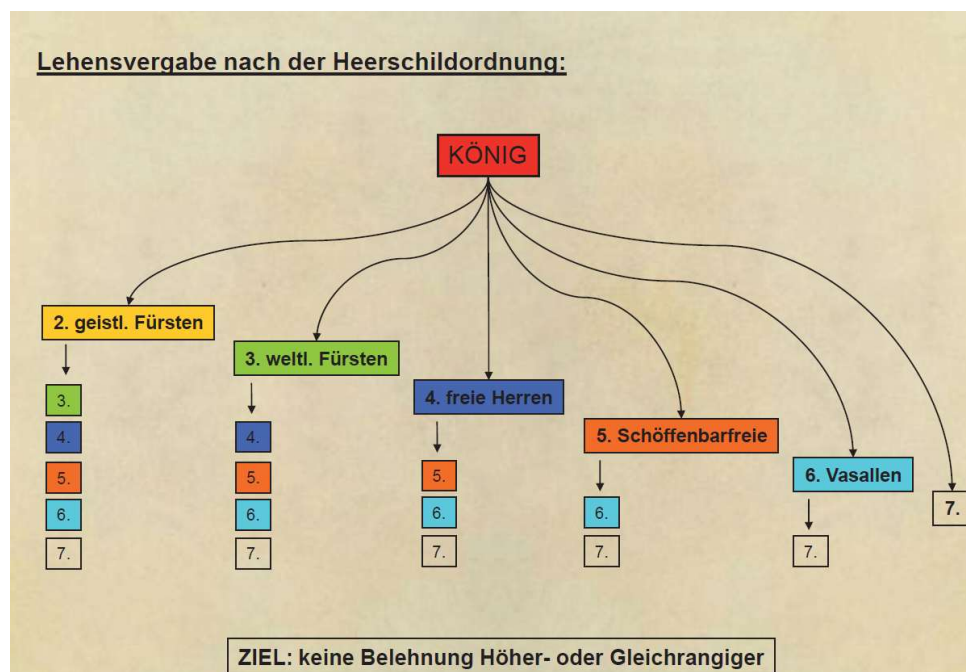 Lehensvergabe nach der Heerschildordnung:
KÖNIG
2. geistl. Fürsten
3.
4.
5.
6.
7.
3. weltl. Fürsten
4.
5.
6.
7.
4. freie Herren
5.
6.
7.
5. Schöffenbarfreie
6.
7.
6. Vasallen
7.
7.
ZIEL: keine Belehnung Höher- oder Gleichrangiger